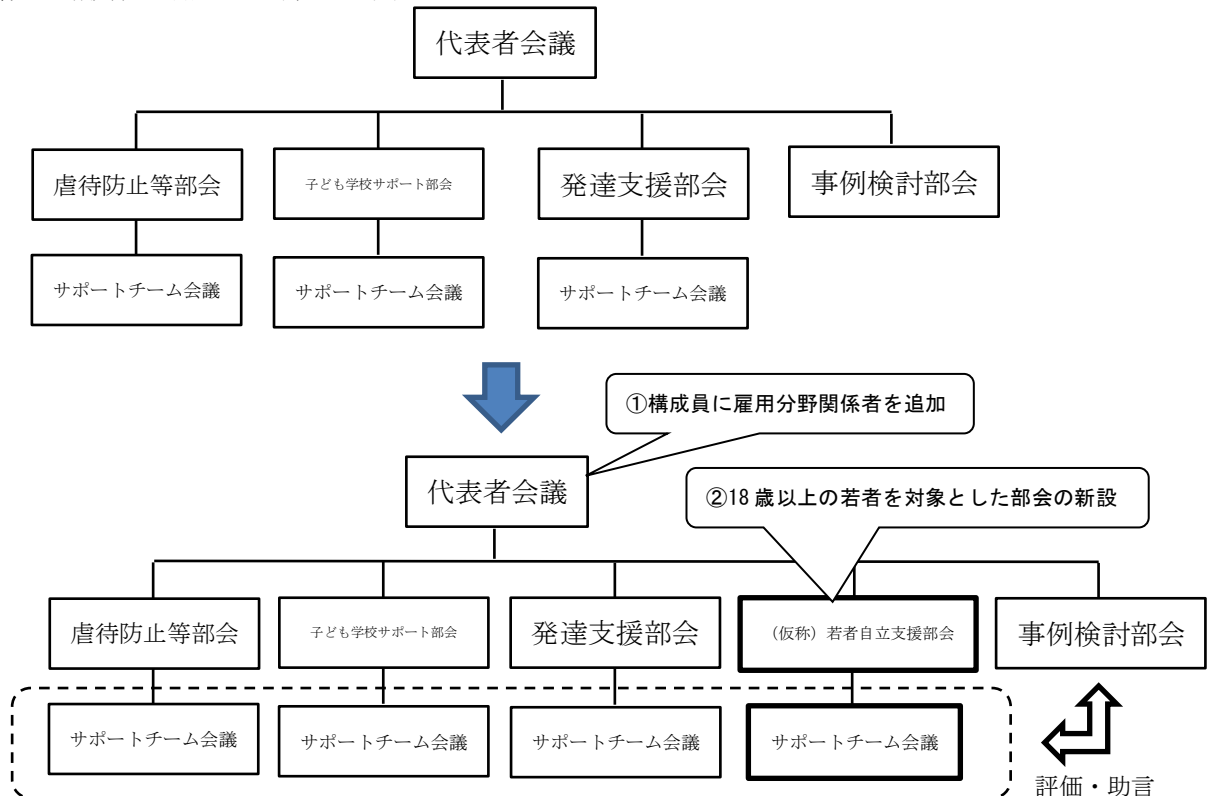 代表者会議
虐待防止等部会
子ども学校サポート部会
発達支援部会
事例検討部会
サポートチーム会議
サポートチーム会議
サポートチーム会議
①構成員に雇用分野関係者を追加
代表者会議
②18歳以上の若者を対象とした部会の新設
虐待防止等部会
子ども学校サポート部会
発達支援部会
(仮称)若者自立支援部会
事例検討部会
サポートチーム会議
サポートチーム会議
サポートチーム会議
サポートチーム会議
評価・助言